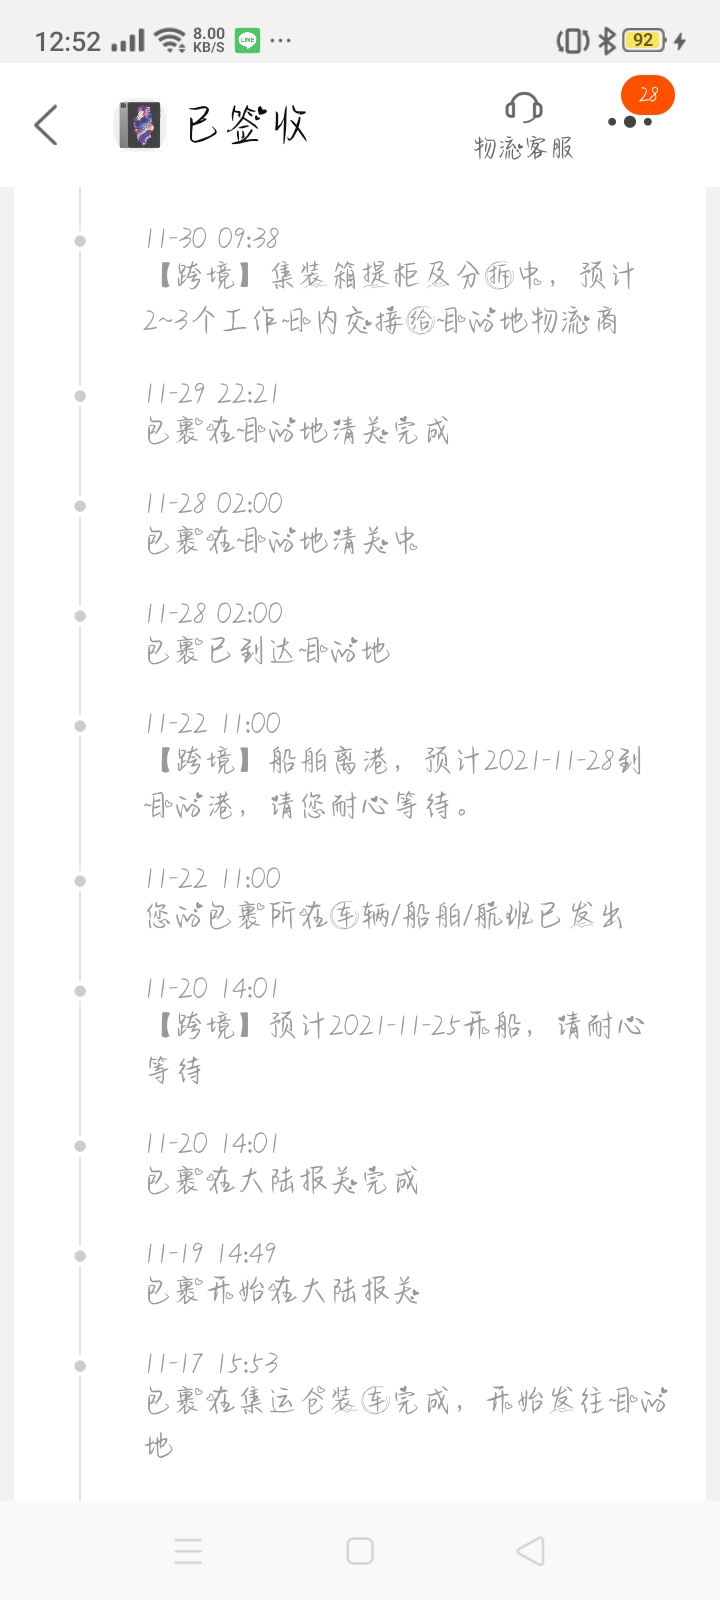 12:52 8.00 KB/S LINE 92
已签收
28
物流客服
11-30 09:38
【跨境】集装箱提柜及分拆中，预计
2~3个工作日内交接给目的地物流商
11-29 22:21
包裹在目的地清关完成
11-28 02:00
包裹在目的地清关中
11-28 02:00
包裹已到达目的地
11-22 11:00
【跨境】船舶离港，预计2021-11-28到
目的港，请您耐心等待。
11-22 11:00
您的包裹所在车辆/船舶/航班已发出
11-20 14:01
【跨境】预计2021-11-25开船，请耐心
等待
11-20 14:01
包裹在大陆报关完成
11-19 14:49
包裹开始在大陆报关
11-17 15:53
包裹在集运仓装车完成，开始发往目的
地